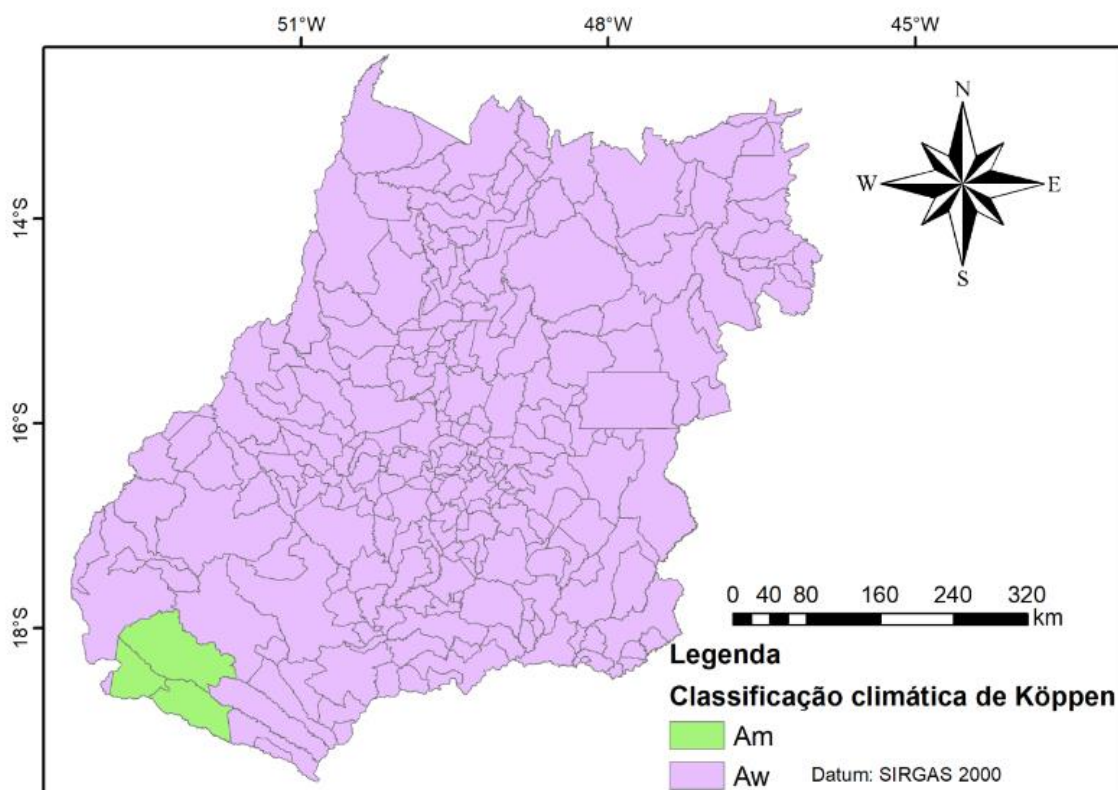 51°W 48°W 45°W
14°S
16°S
18°S
N
W E
S
0 20 40 80 160 240 320
km
Legenda
Classificação climática de Köppen
Am
Aw Datum: SIRGAS 2000